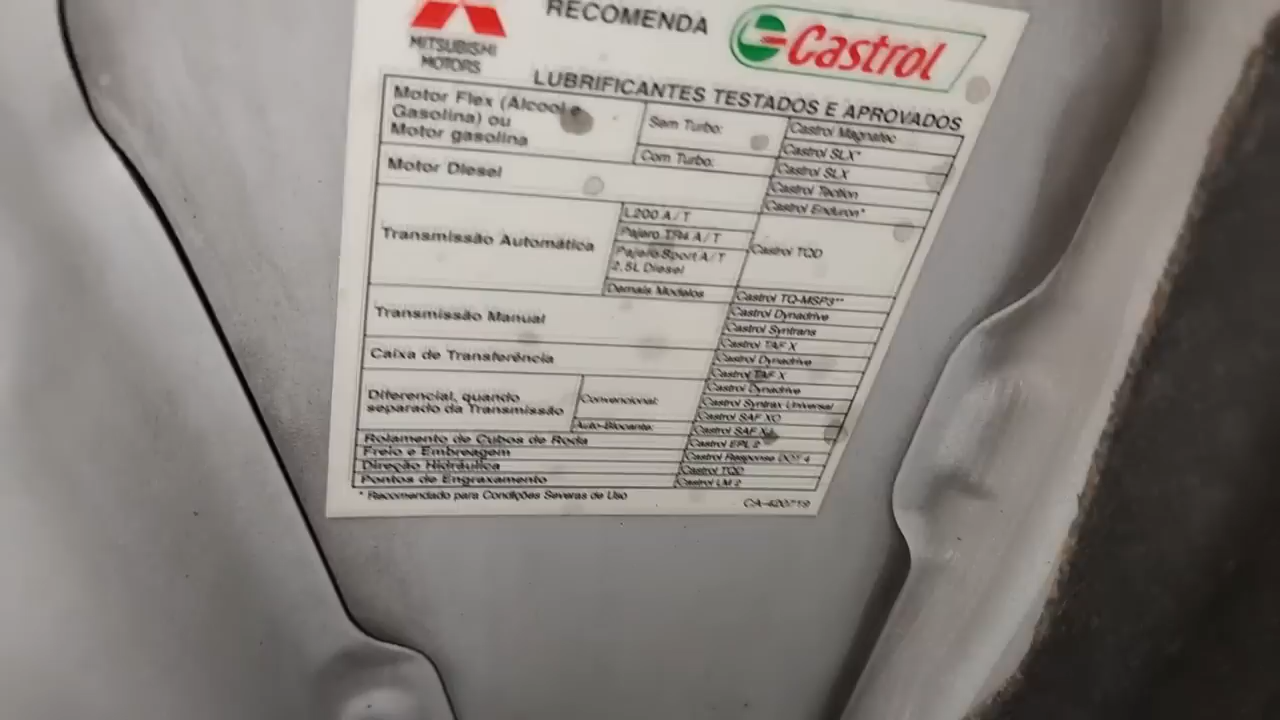 RECOMENDA
MITSUBISHI
MOTORS
Castrol
LUBRIFICANTES TESTADOS E APROVADOS
Motor Flex (Álcool e
Gasolina) ou
Motor gasolina
Sem Turbo:
Castrol Magnatec
Castrol SLX*
Com Turbo:
Castrol SLX
Motor Diesel
Castrol Tection
Castrol Enduron*
Transmissão Automática
L200 A/T
Pajero TR4 A/T
Pajero Sport A/T
2.5L Diesel
Castrol TQD
Demais Modelos
Castrol TQ-MSP3**
Transmissão Manual
Castrol Dynadrive
Castrol Syntrans
Castrol TAF X
Caixa de Transferência
Castrol Dynadrive
Castrol TAF X
Diferencial, quando
separado da Transmissão
Convencional:
Castrol Dynadrive
Castrol Syntrax Universal
Castrol SAF XO
Auto-Blocante:
Castrol SAF XJ
Rolamento de Cubos de Roda
Castrol EPL 2
Freio e Embreagem
Castrol Response DOT 4
Direção Hidráulica
Castrol TQD
Pontos de Engraxamento
Castrol LM 2
* Recomendado para Condições Severas de Uso
CA-420719